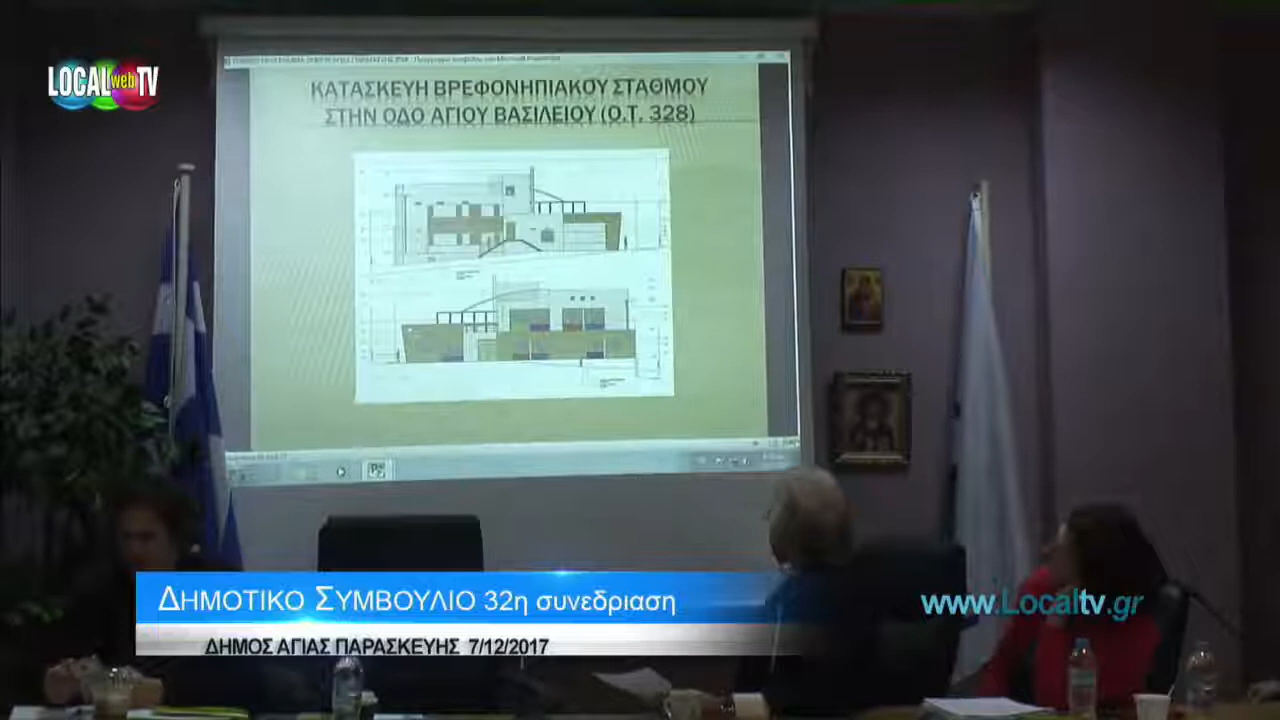 LOCAL web TV
ΚΑΤΑΣΚΕΥΗ ΒΡΕΦΟΝΗΠΙΑΚΟΥ ΣΤΑΘΜΟΥ
ΣΤΗΝ ΟΔΟ ΑΓΙΟΥ ΒΑΣΙΛΕΙΟΥ (Ο.Τ. 328)
ΔΗΜΟΤΙΚΟ ΣΥΜΒΟΥΛΙΟ 32η συνεδριαση
www.Localtv.gr
ΔΗΜΟΣ ΑΓΙΑΣ ΠΑΡΑΣΚΕΥΗΣ 7/12/2017